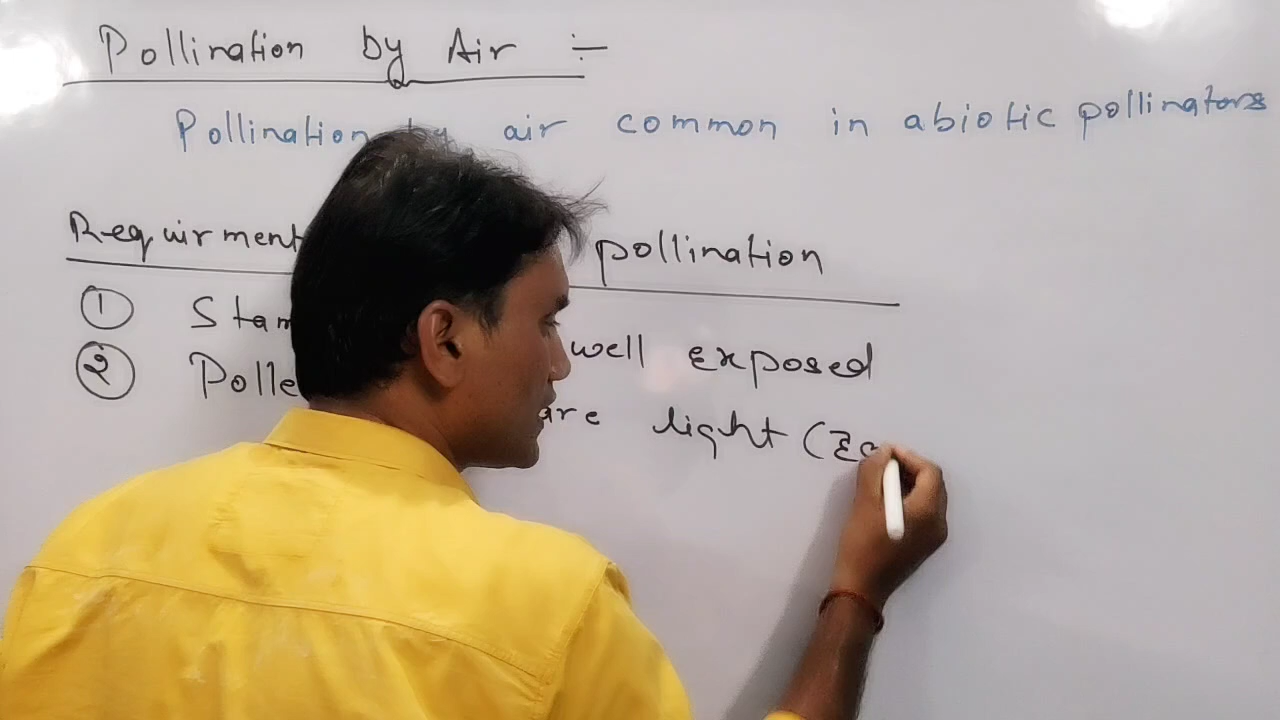 Pollination by Air :-
Pollination by air common in abiotic pollinators
Requirment pollination
① Stam well exposed
② Polle are light (